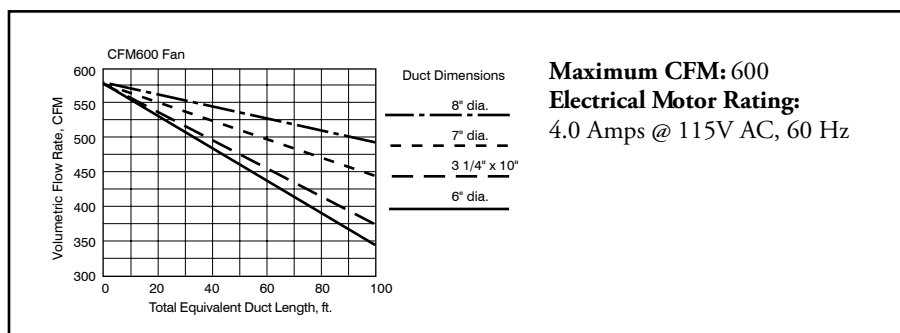 CFM600 Fan
600
550
500
450
400
350
300
Volumetric Flow Rate, CFM
0 20 40 60 80 100
Total Equivalent Duct Length, ft.
Duct Dimensions
8" dia.
7" dia.
3 1/4" x 10"
6" dia.
Maximum CFM: 600
Electrical Motor Rating:
4.0 Amps @ 115V AC, 60 Hz